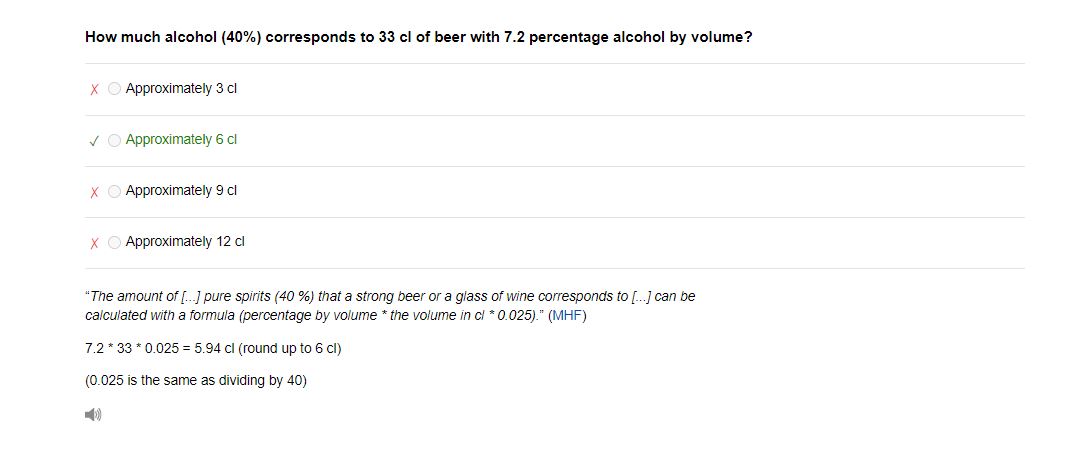 How much alcohol (40%) corresponds to 33 cl of beer with 7.2 percentage alcohol by volume?
Approximately 3 cl
Approximately 6 cl
Approximately 9 cl
Approximately 12 cl
“The amount of [...] pure spirits (40 %) that a strong beer or a glass of wine corresponds to [...] can be
calculated with a formula (percentage by volume * the volume in cl * 0.025).” (MHF)
7.2 * 33 * 0.025 = 5.94 cl (round up to 6 cl)
(0.025 is the same as dividing by 40)